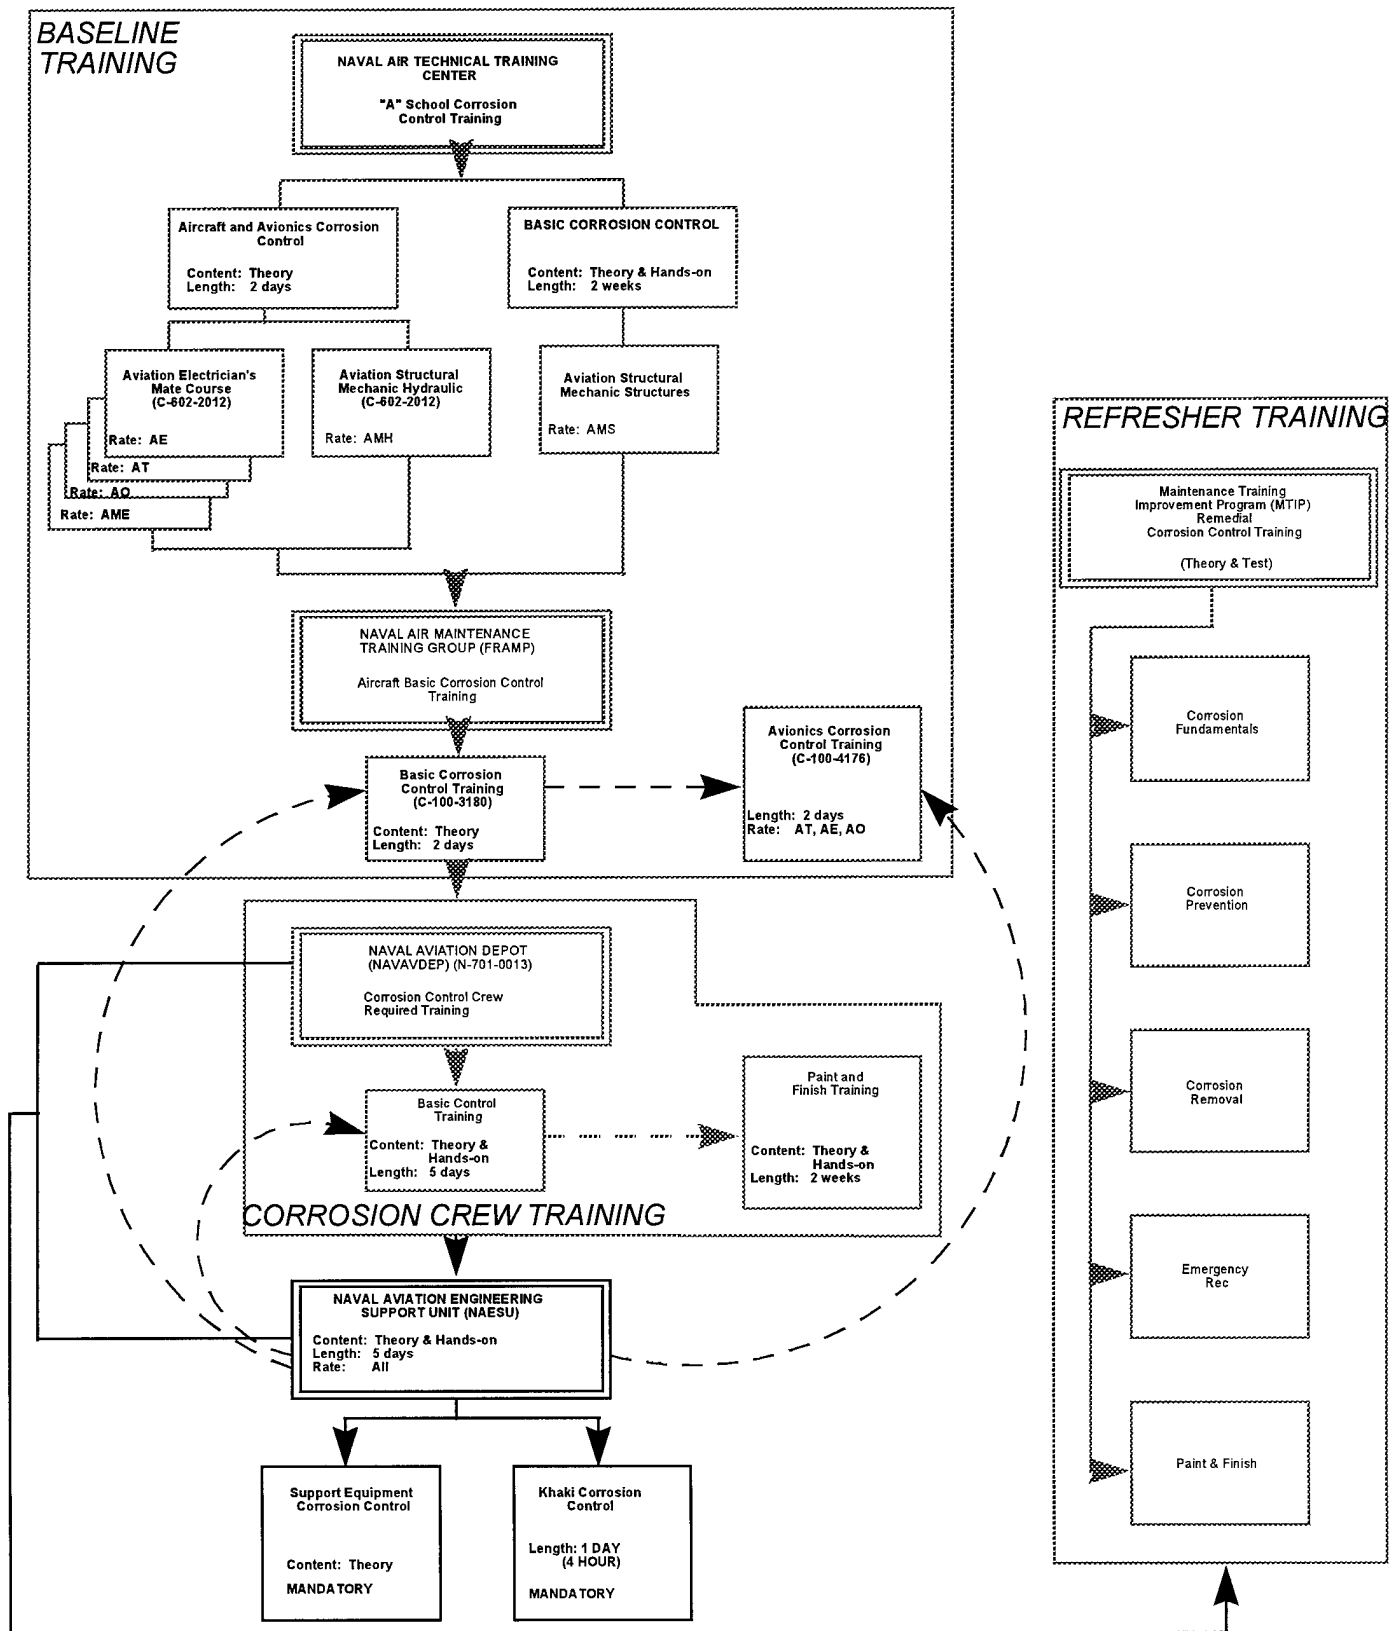 BASELINE
TRAINING
NAVAL AIR TECHNICAL TRAINING
CENTER
"A" School Corrosion
Control Training
Aircraft and Avionics Corrosion
Control
Content: Theory
Length: 2 days
BASIC CORROSION CONTROL
Content: Theory & Hands-on
Length: 2 weeks
Aviation Electrician's
Mate Course
(C-602-2012)
Rate: AE
Rate: AT
Rate: AO
Rate: AME
Aviation Structural
Mechanic Hydraulic
(C-602-2012)
Rate: AMH
Aviation Structural
Mechanic Structures
Rate: AMS
NAVAL AIR MAINTENANCE
TRAINING GROUP (FRAMP)
Aircraft Basic Corrosion Control
Training
Basic Corrosion
Control Training
(C-100-3180)
Content: Theory
Length: 2 days
Avionics Corrosion
Control Training
(C-100-4176)
Length: 2 days
Rate: AT, AE, AO
NAVAL AVIATION DEPOT
(NAVAVDEP) (N-701-0013)
Corrosion Control Crew
Required Training
Basic Control
Training
Content: Theory &
Hands-on
Length: 5 days
Paint and
Finish Training
Content: Theory &
Hands-on
Length: 2 weeks
CORROSION CREW TRAINING
NAVAL AVIATION ENGINEERING
SUPPORT UNIT (NAESU)
Content: Theory & Hands-on
Length: 5 days
Rate: All
Support Equipment
Corrosion Control
Content: Theory
MANDATORY
Khaki Corrosion
Control
Length: 1 DAY
(4 HOUR)
MANDATORY
REFRESHER TRAINING
Maintenance Training
Improvement Program (MTIP)
Remedial
Corrosion Control Training
(Theory & Test)
Corrosion
Fundamentals
Corrosion
Prevention
Corrosion
Removal
Emergency
Rec
Paint & Finish